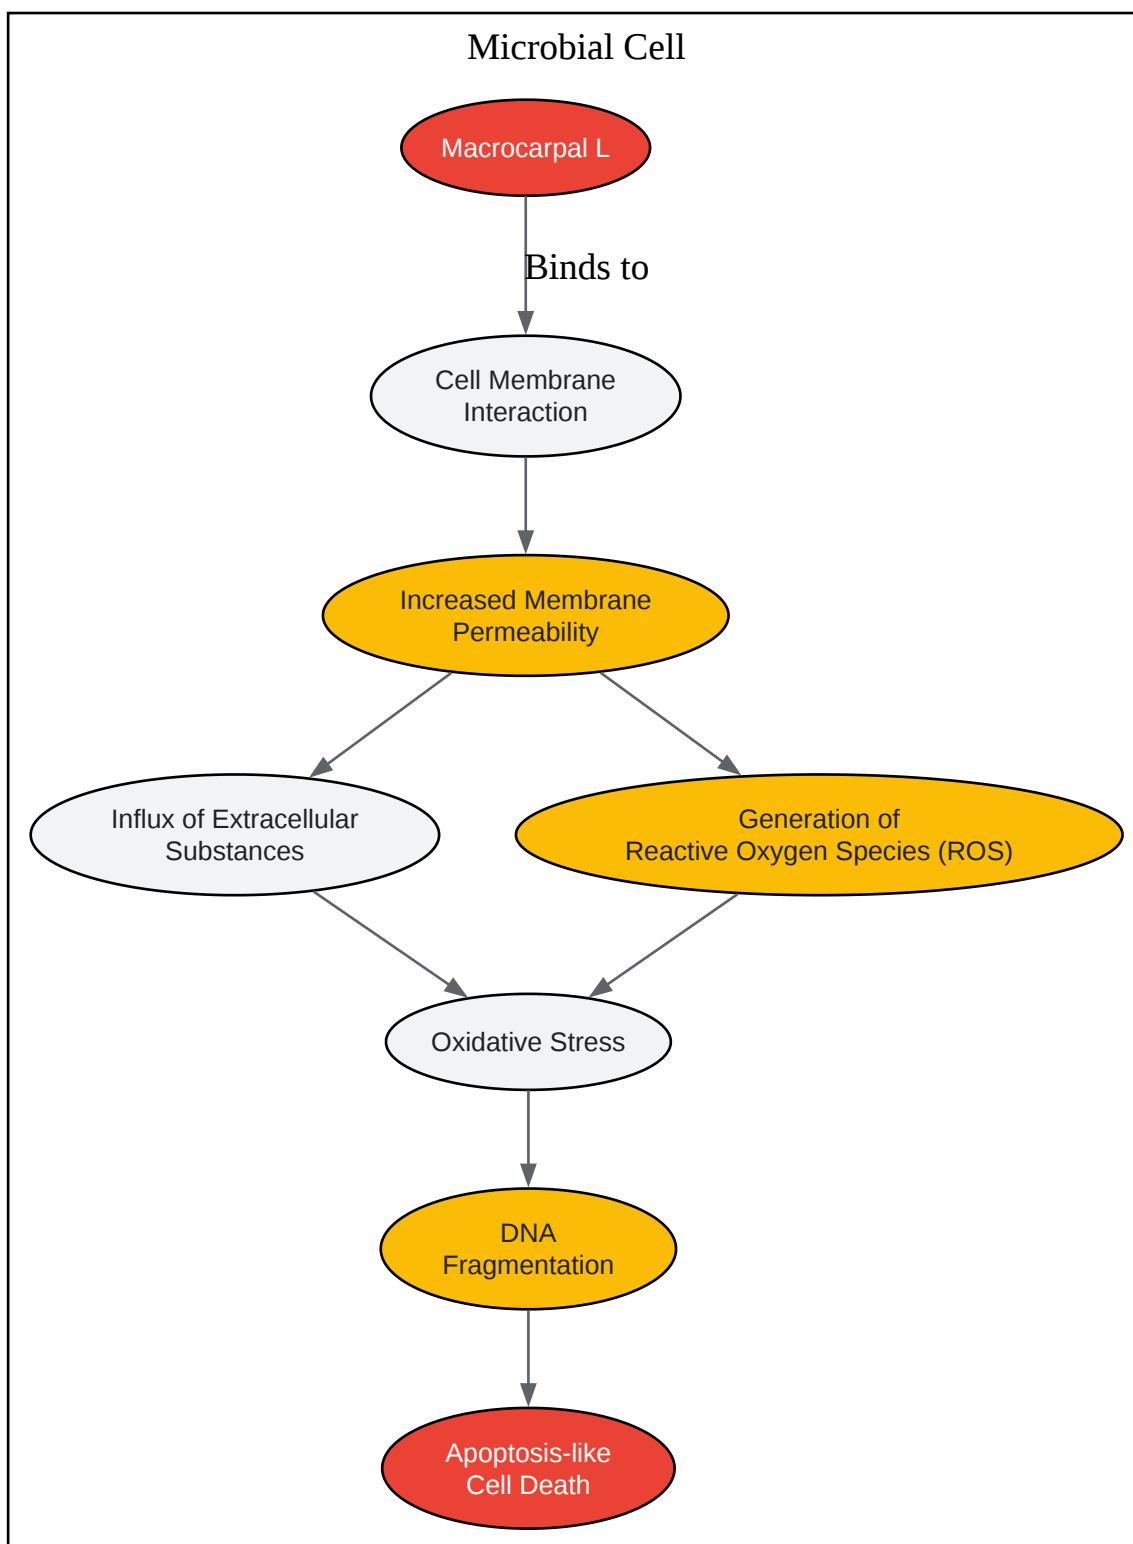 Microbial Cell
Macrocarpal L
Binds to
Cell Membrane
Interaction
Increased Membrane
Permeability
Influx of Extracellular
Substances
Generation of
Reactive Oxygen Species (ROS)
Oxidative Stress
DNA
Fragmentation
Apoptosis-like
Cell Death